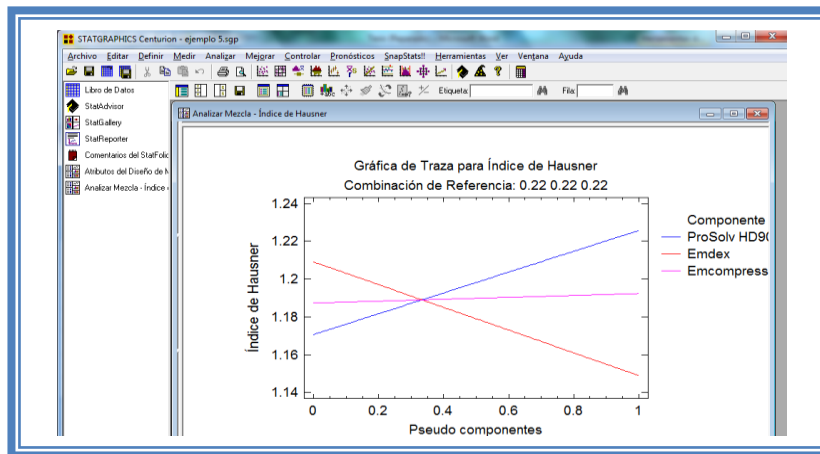 STATGRAPHICS Centurion - ejemplo 5.sgp
Archivo Editar Definir Medir Analizar Mejorar Controlar Pronósticos SnapStats!! Herramientas Ver Ventana Ayuda
Etiqueta: Fila:
Libro de Datos
StatAdvisor
StatGallery
StatReporter
Comentarios del StatFolio
Atributos del Diseño de M
Analizar Mezcla - Índice
Analizar Mezcla - Índice de Hausner
Gráfica de Traza para Índice de Hausner
Combinación de Referencia: 0.22 0.22 0.22
Índice de Hausner
1.24
1.22
1.2
1.18
1.16
1.14
0 0.2 0.4 0.6 0.8 1
Pseudo componentes
Componente
ProSolv HD90
Emdex
Emcompress